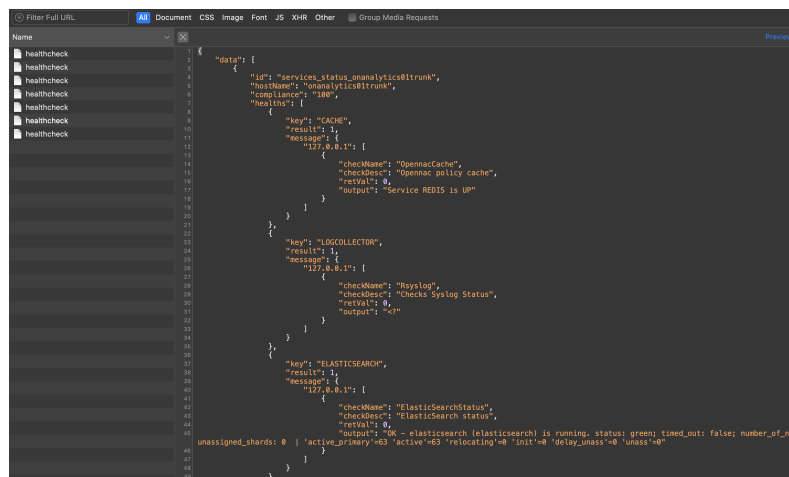 Filter Full URL All Document CSS Image Font JS XHR Other Group Media Requests
Name Preview
healthcheck
healthcheck
healthcheck
healthcheck
healthcheck
healthcheck
healthcheck
1 {
2 "data": [
3 {
4 "id": "services_status_onanalytics01trunk",
5 "hostName": "onanalytics01trunk",
6 "compliance": "100",
7 "healths": [
8 {
9 "key": "CACHE",
10 "result": 1,
11 "message": {
12 "127.0.0.1": [
13 {
14 "checkName": "OpennacCache",
15 "checkDesc": "Opennac policy cache",
16 "retVal": 0,
17 "output": "Service REDIS is UP"
18 }
19 ]
20 }
21 },
22 {
23 "key": "LOGCOLLECTOR",
24 "result": 1,
25 "message": {
26 "127.0.0.1": [
27 {
28 "checkName": "Rsyslog",
29 "checkDesc": "Checks Syslog Status",
30 "retVal": 0,
31 "output": "<?"
32 }
33 ]
34 }
35 },
36 {
37 "key": "ELASTICSEARCH",
38 "result": 1,
39 "message": {
40 "127.0.0.1": [
41 {
42 "checkName": "ElasticSearchStatus",
43 "checkDesc": "ElasticSearch status",
44 "retVal": 0,
45 "output": "OK - elasticsearch (elasticsearch) is running. status: green; timed_out: false; number_of_n
unassigned_shards: 0 | 'active_primary'=63 'active'=63 'relocating'=0 'init'=0 'delay_unass'=0 'unass'=0"
46 }
47 ]
48 }
49 }